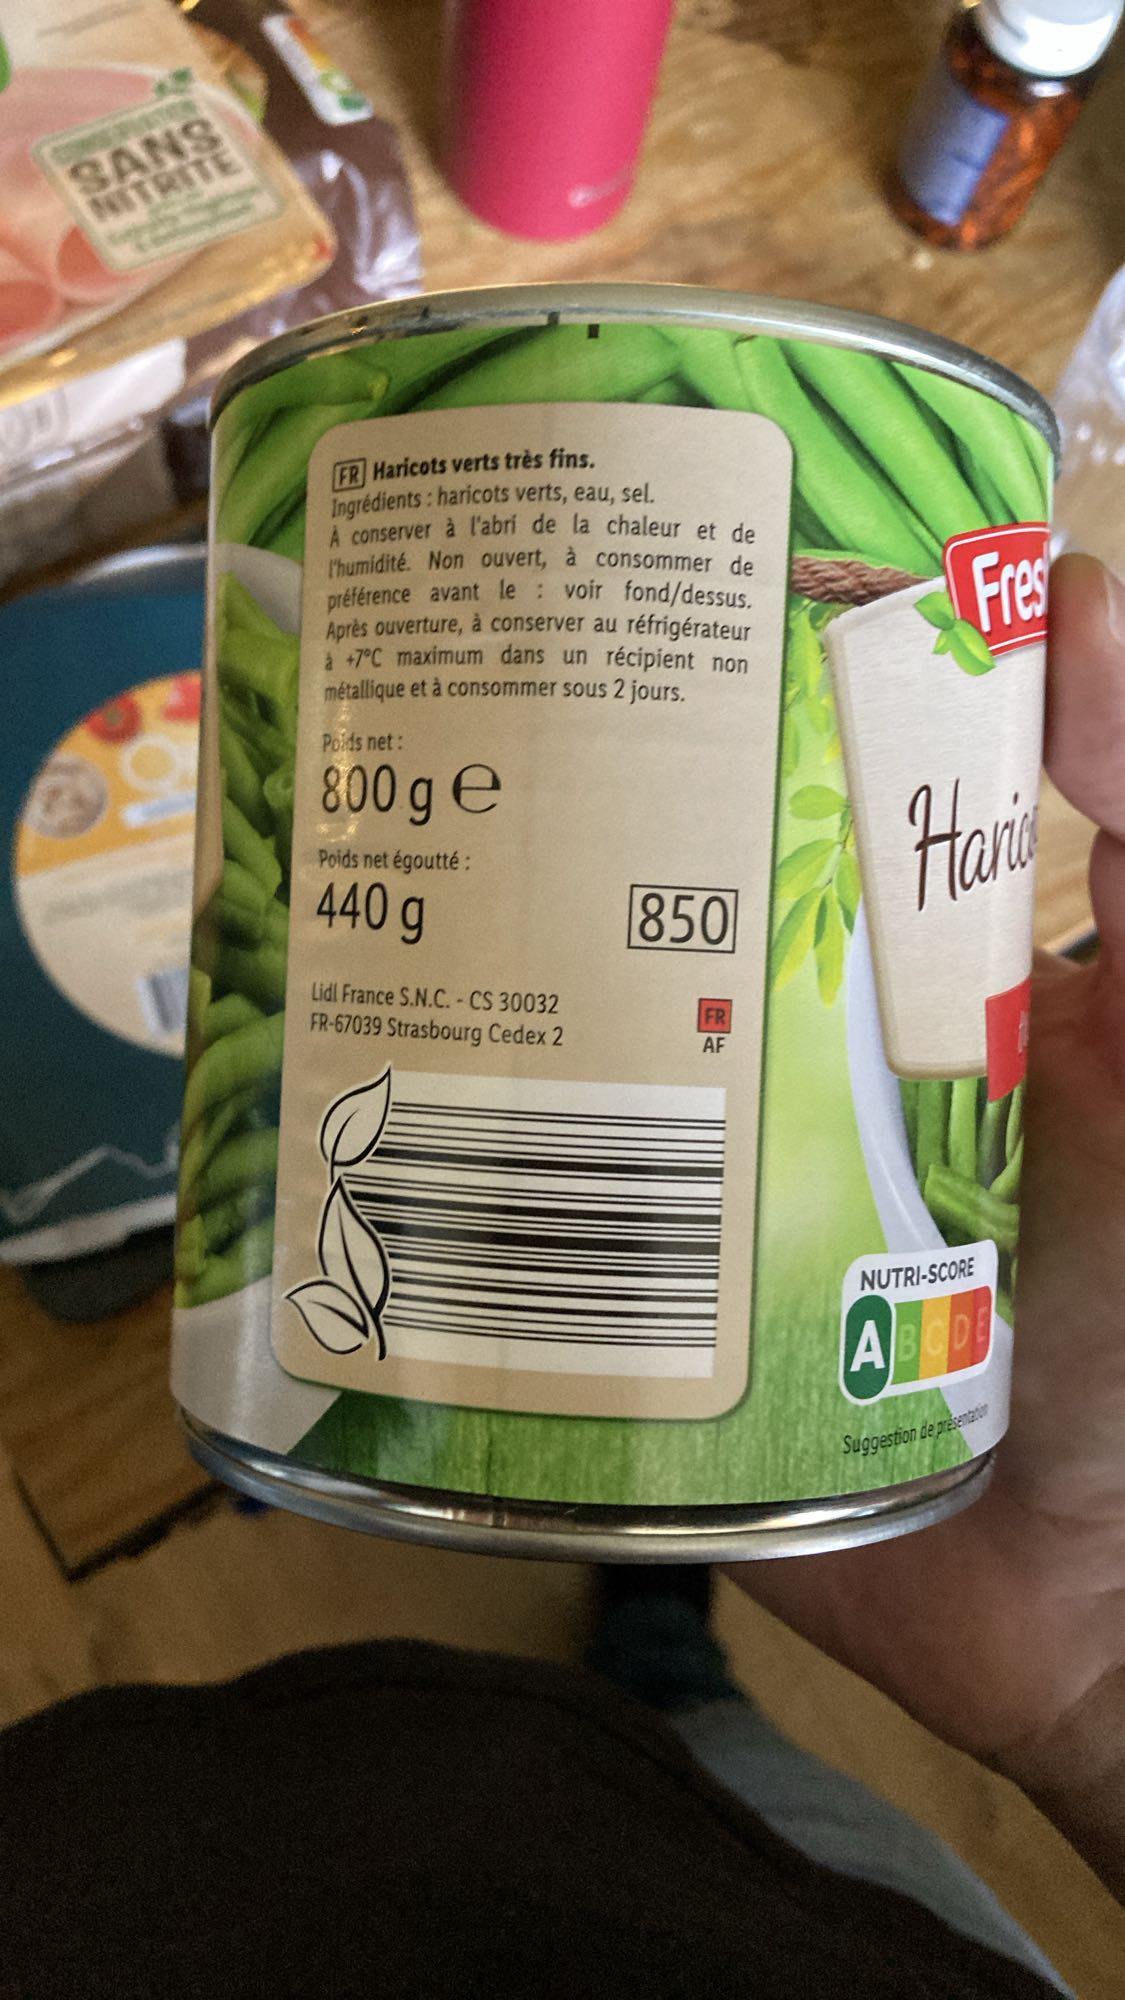 SANS
NITRITE
FR Haricots verts très fins.
Ingrédients : haricots verts, eau, sel.
À conserver à l'abri de la chaleur et de
l'humidité. Non ouvert, à consommer de
préférence avant le : voir fond/dessus.
Après ouverture, à conserver au réfrigérateur
à +7°C maximum dans un récipient non
métallique et à consommer sous 2 jours.
Poids net :
800 g e
Poids net égoutté :
440 g
850
Lidl France S.N.C. - CS 30032
FR-67039 Strasbourg Cedex 2
FR
AF
Fres
Haric
NUTRI-SCORE
A B C D E
Suggestion de présentation